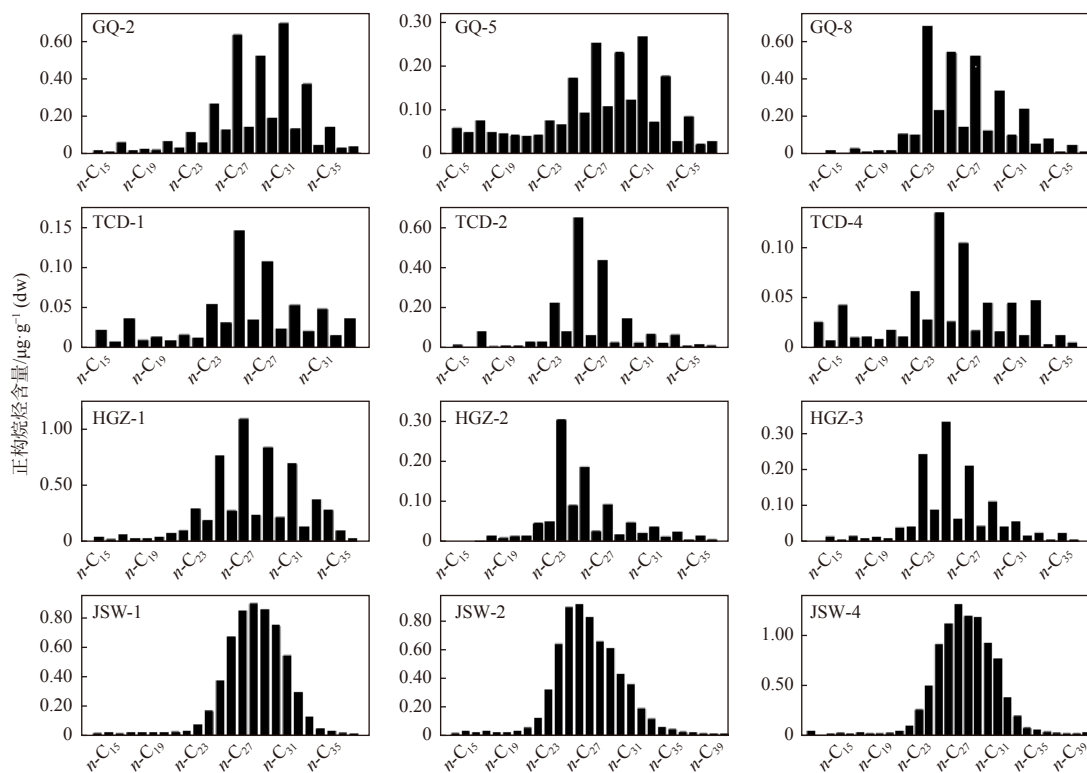 正构烷烃含量/μg·g⁻¹ (dw)
GQ-2
0.60
0.40
0.20
0
n-C₁₅
n-C₁₉
n-C₂₃
n-C₂₇
n-C₃₁
n-C₃₅
GQ-5
0.30
0.20
0.10
0
n-C₁₅
n-C₁₉
n-C₂₃
n-C₂₇
n-C₃₁
n-C₃₅
GQ-8
0.60
0.40
0.20
0
n-C₁₅
n-C₁₉
n-C₂₃
n-C₂₇
n-C₃₁
n-C₃₅
TCD-1
0.15
0.10
0.05
0
n-C₁₅
n-C₁₉
n-C₂₃
n-C₂₇
n-C₃₁
TCD-2
0.60
0.40
0.20
0
n-C₁₅
n-C₁₉
n-C₂₃
n-C₂₇
n-C₃₁
n-C₃₅
TCD-4
0.10
0.05
0
n-C₁₅
n-C₁₉
n-C₂₃
n-C₂₇
n-C₃₁
n-C₃₅
HGZ-1
1.00
0.50
0
n-C₁₅
n-C₁₉
n-C₂₃
n-C₂₇
n-C₃₁
n-C₃₅
HGZ-2
0.30
0.20
0.10
0
n-C₁₅
n-C₁₉
n-C₂₃
n-C₂₇
n-C₃₁
n-C₃₅
HGZ-3
0.30
0.20
0.10
0
n-C₁₅
n-C₁₉
n-C₂₃
n-C₂₇
n-C₃₁
n-C₃₅
JSW-1
0.80
0.60
0.40
0.20
0
n-C₁₅
n-C₁₉
n-C₂₃
n-C₂₇
n-C₃₁
n-C₃₅
JSW-2
0.80
0.60
0.40
0.20
0
n-C₁₅
n-C₁₉
n-C₂₃
n-C₂₇
n-C₃₁
n-C₃₅
n-C₃₉
JSW-4
1.00
0.50
0
n-C₁₅
n-C₁₉
n-C₂₃
n-C₂₇
n-C₃₁
n-C₃₅
n-C₃₉